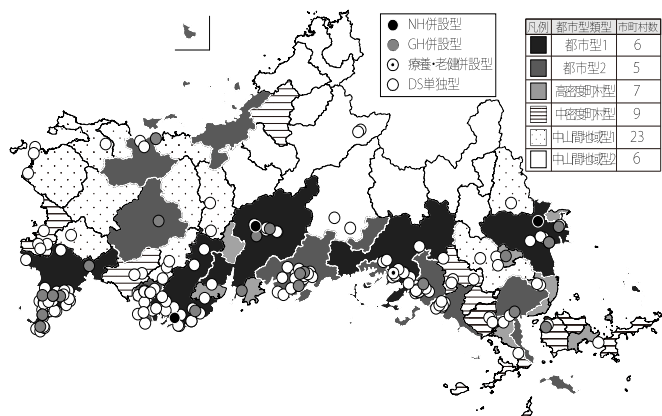 NH併設型
GH併設型
療養・老健併設型
DS単独型
凡例 都市型類型 市町村数
都市型1 6
都市型2 5
高密度町村型 7
中密度町村型 9
中山間地域型1 23
中山間地域型2 6